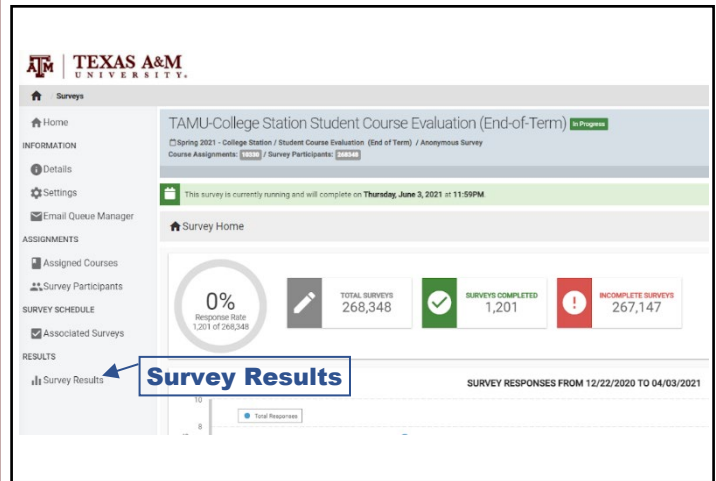 TEXAS A&M
UNIVERSITY®
Surveys
Home
INFORMATION
Details
Settings
Email Queue Manager
ASSIGNMENTS
Assigned Courses
Survey Participants
SURVEY SCHEDULE
Associated Surveys
RESULTS
Survey Results
TAMU-College Station Student Course Evaluation (End-of-Term) In Progress
Spring 2021 - College Station / Student Course Evaluation (End of Term) / Anonymous Survey
Course Assignments: / Survey Participants: 268348
This survey is currently running and will complete on Thursday, June 3, 2021 at 11:59PM.
Survey Home
0%
Response Rate
1,201 of 268,348
TOTAL SURVEYS
268,348
SURVEYS COMPLETED
1,201
INCOMPLETE SURVEYS
267,147
Survey Results
SURVEY RESPONSES FROM 12/22/2020 TO 04/03/2021
10
Total Responses
8